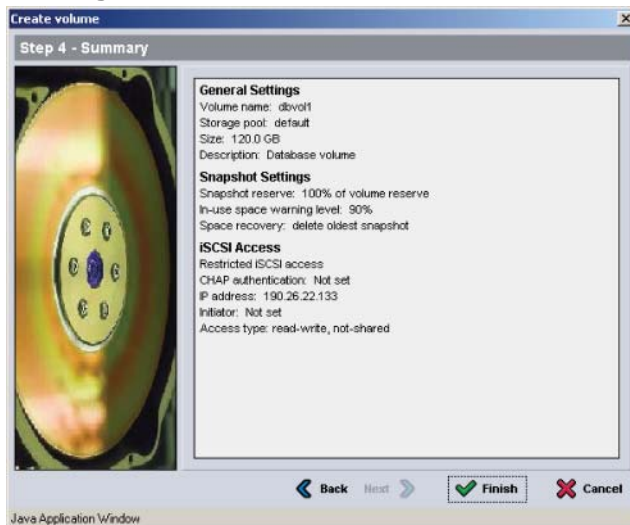 Create volume
Step 4 - Summary
General Settings
Volume name: dbvol1
Storage pool: default
Size: 120.0 GB
Description: Database volume
Snapshot Settings
Snapshot reserve: 100% of volume reserve
In-use space warning level: 90%
Space recovery: delete oldest snapshot
iSCSI Access
Restricted iSCSI access
CHAP authentication: Not set
IP address: 190.26.22.133
Initiator: Not set
Access type: read-write, not-shared
Back Next Finish Cancel
Java Application Window